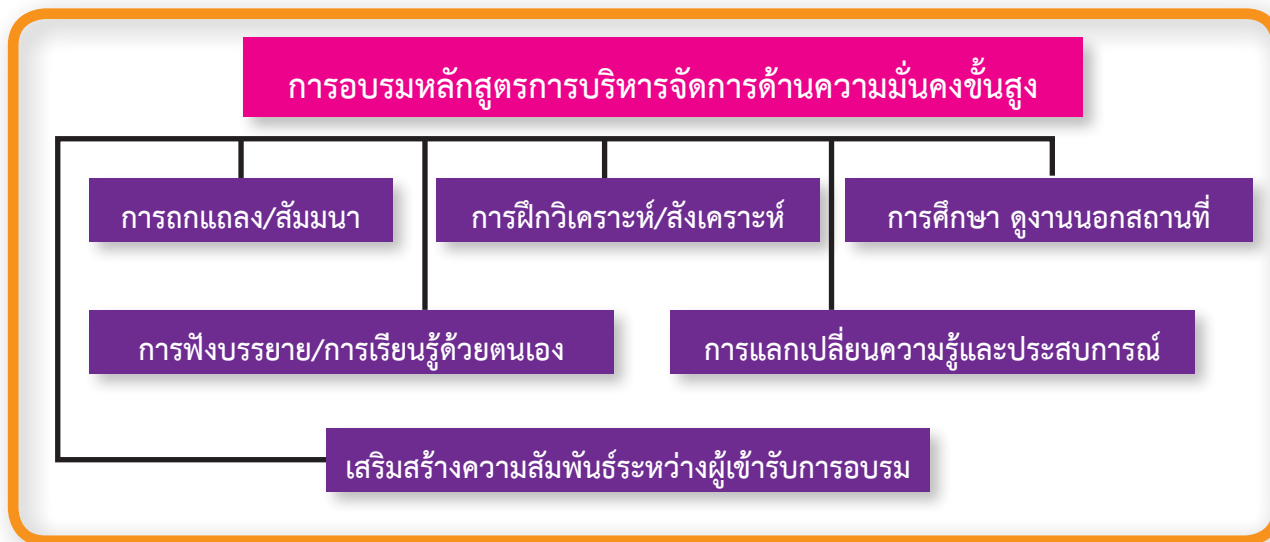 การอบรมหลักสูตรการบริหารจัดการด้านความมั่นคงขั้นสูง
การถกแถลง/สัมมนา
การฝึกวิเคราะห์/สังเคราะห์
การศึกษา ดูงานนอกสถานที่
การฟังบรรยาย/การเรียนรู้ด้วยตนเอง
การแลกเปลี่ยนความรู้และประสบการณ์
เสริมสร้างความสัมพันธ์ระหว่างผู้เข้ารับการอบรม